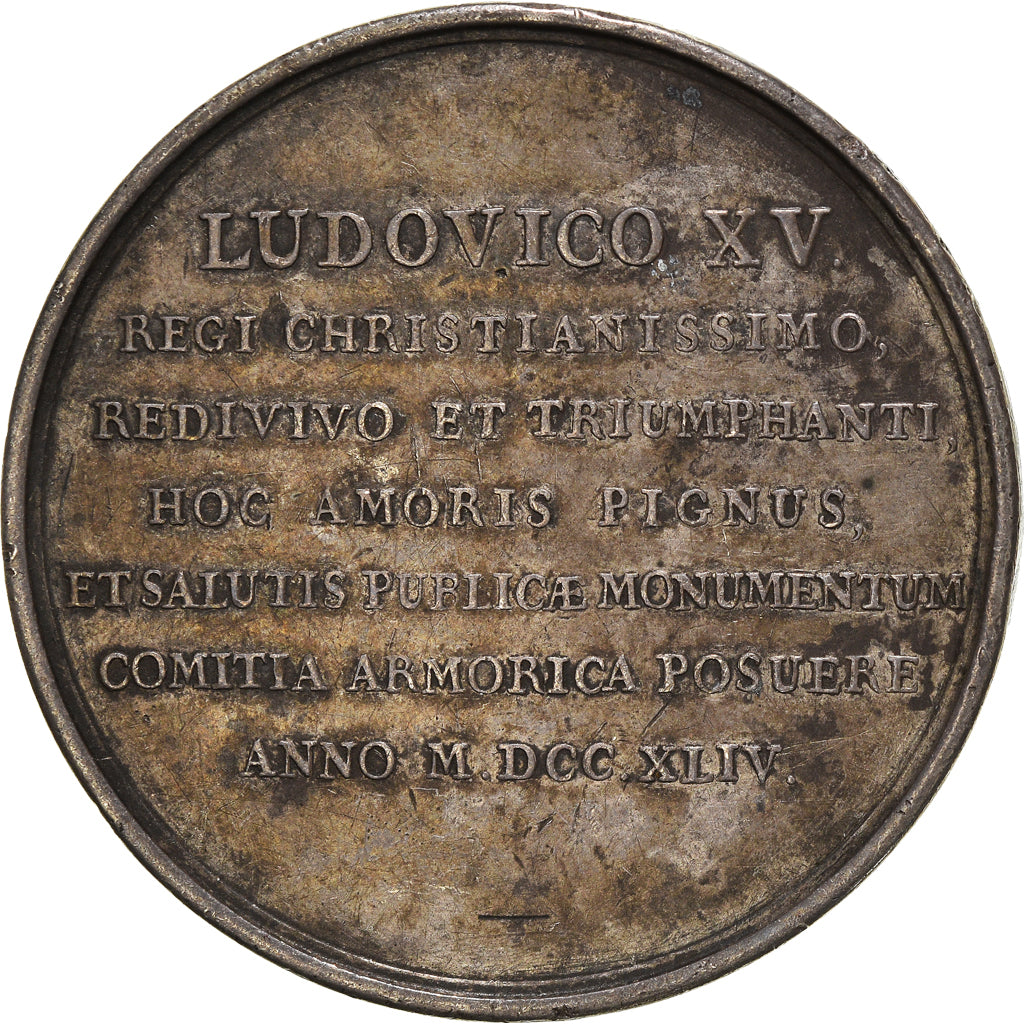 LUDOVICO XV.
REGI CHRISTIANISSIMO,
REDIVIVO ET TRIUMPHANTI,
HOC AMORIS PIGNUS,
ET SALUTIS PUBLICÆ MONUMENTUM
COMITIA ARMORICA POSUERE
ANNO M.DCC.XLIV.